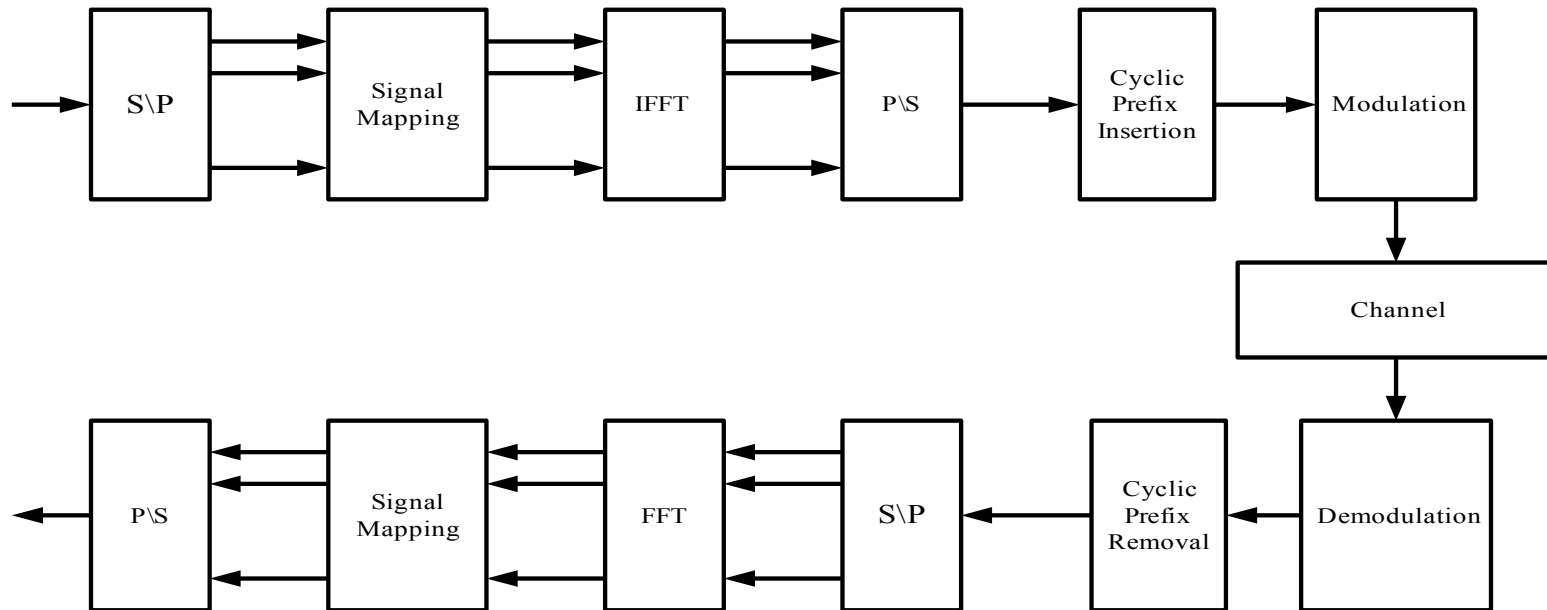 S\P
Signal
Mapping
IFFT
P\S
Cyclic
Prefix
Insertion
Modulation
Channel
P\S
Signal
Mapping
FFT
S\P
Cyclic
Prefix
Removal
Demodulation